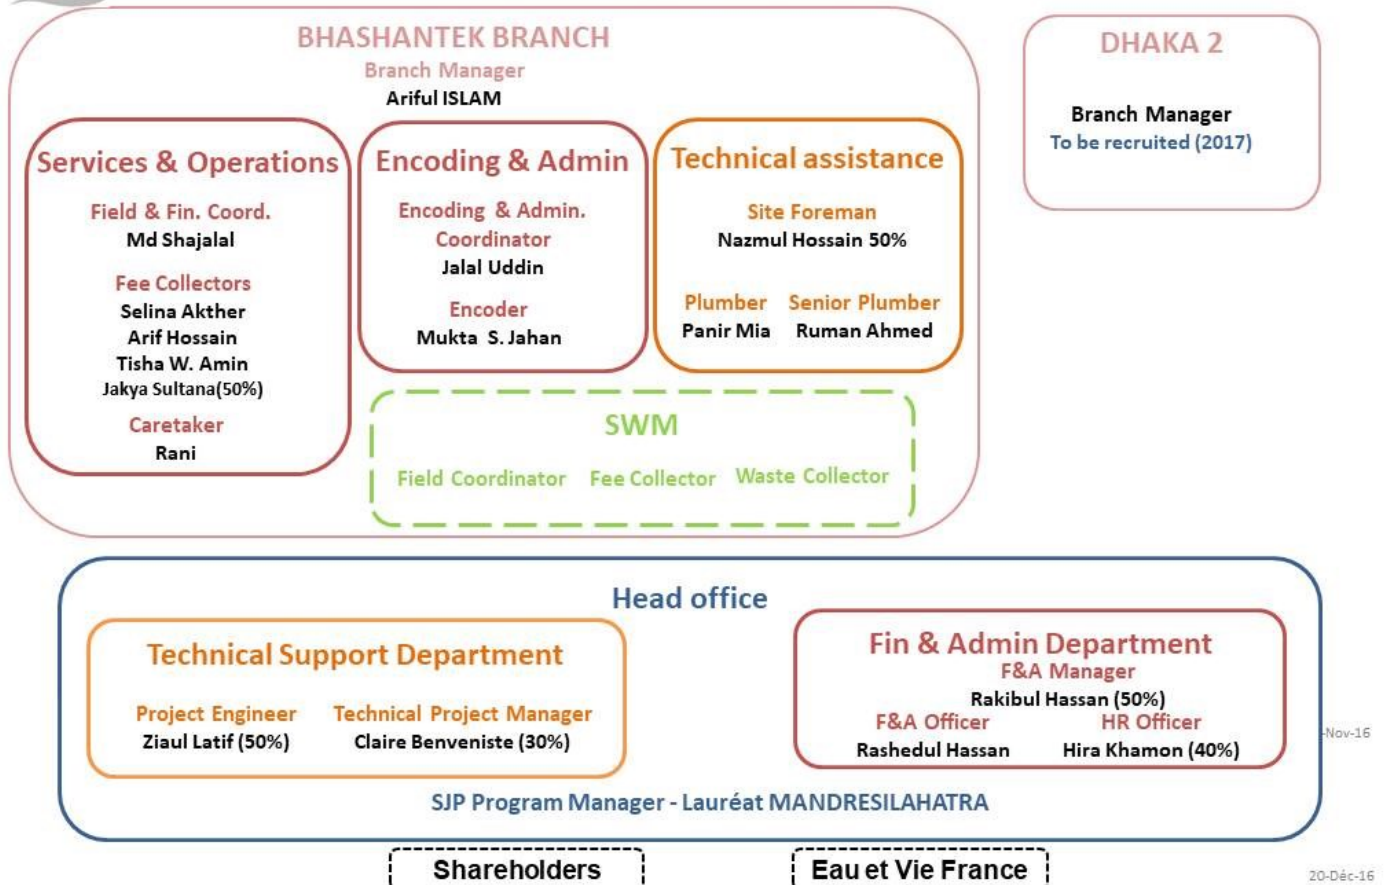 BHASHANTEK BRANCH
Branch Manager
Ariful ISLAM
Services & Operations
Field & Fin. Coord.
Md Shajalal
Fee Collectors
Selina Akther
Arif Hossain
Tisha W. Amin
Jakya Sultana(50%)
Caretaker
Rani
Encoding & Admin
Encoding & Admin.
Coordinator
Jalal Uddin
Encoder
Mukta S. Jahan
Technical assistance
Site Foreman
Nazmul Hossain 50%
Plumber
Panir Mia
Senior Plumber
Ruman Ahmed
SWM
Field Coordinator Fee Collector Waste Collector
DHAKA 2
Branch Manager
To be recruited (2017)
Head office
Technical Support Department
Project Engineer
Ziaul Latif (50%)
Technical Project Manager
Claire Benveniste (30%)
Fin & Admin Department
F&A Manager
Rakibul Hassan (50%)
F&A Officer
Rashedul Hassan
HR Officer
Hira Khamon (40%)
-Nov-16
SJP Program Manager - Lauréat MANDRESILAHATRA
Shareholders
Eau et Vie France
20-Déc-16